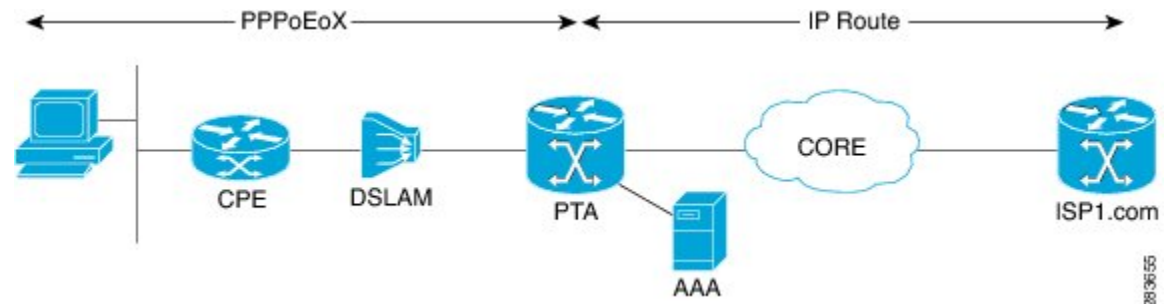 PPPoEoX
IP Route
CORE
CPE
DSLAM
PTA
ISP1.com
AAA
283655